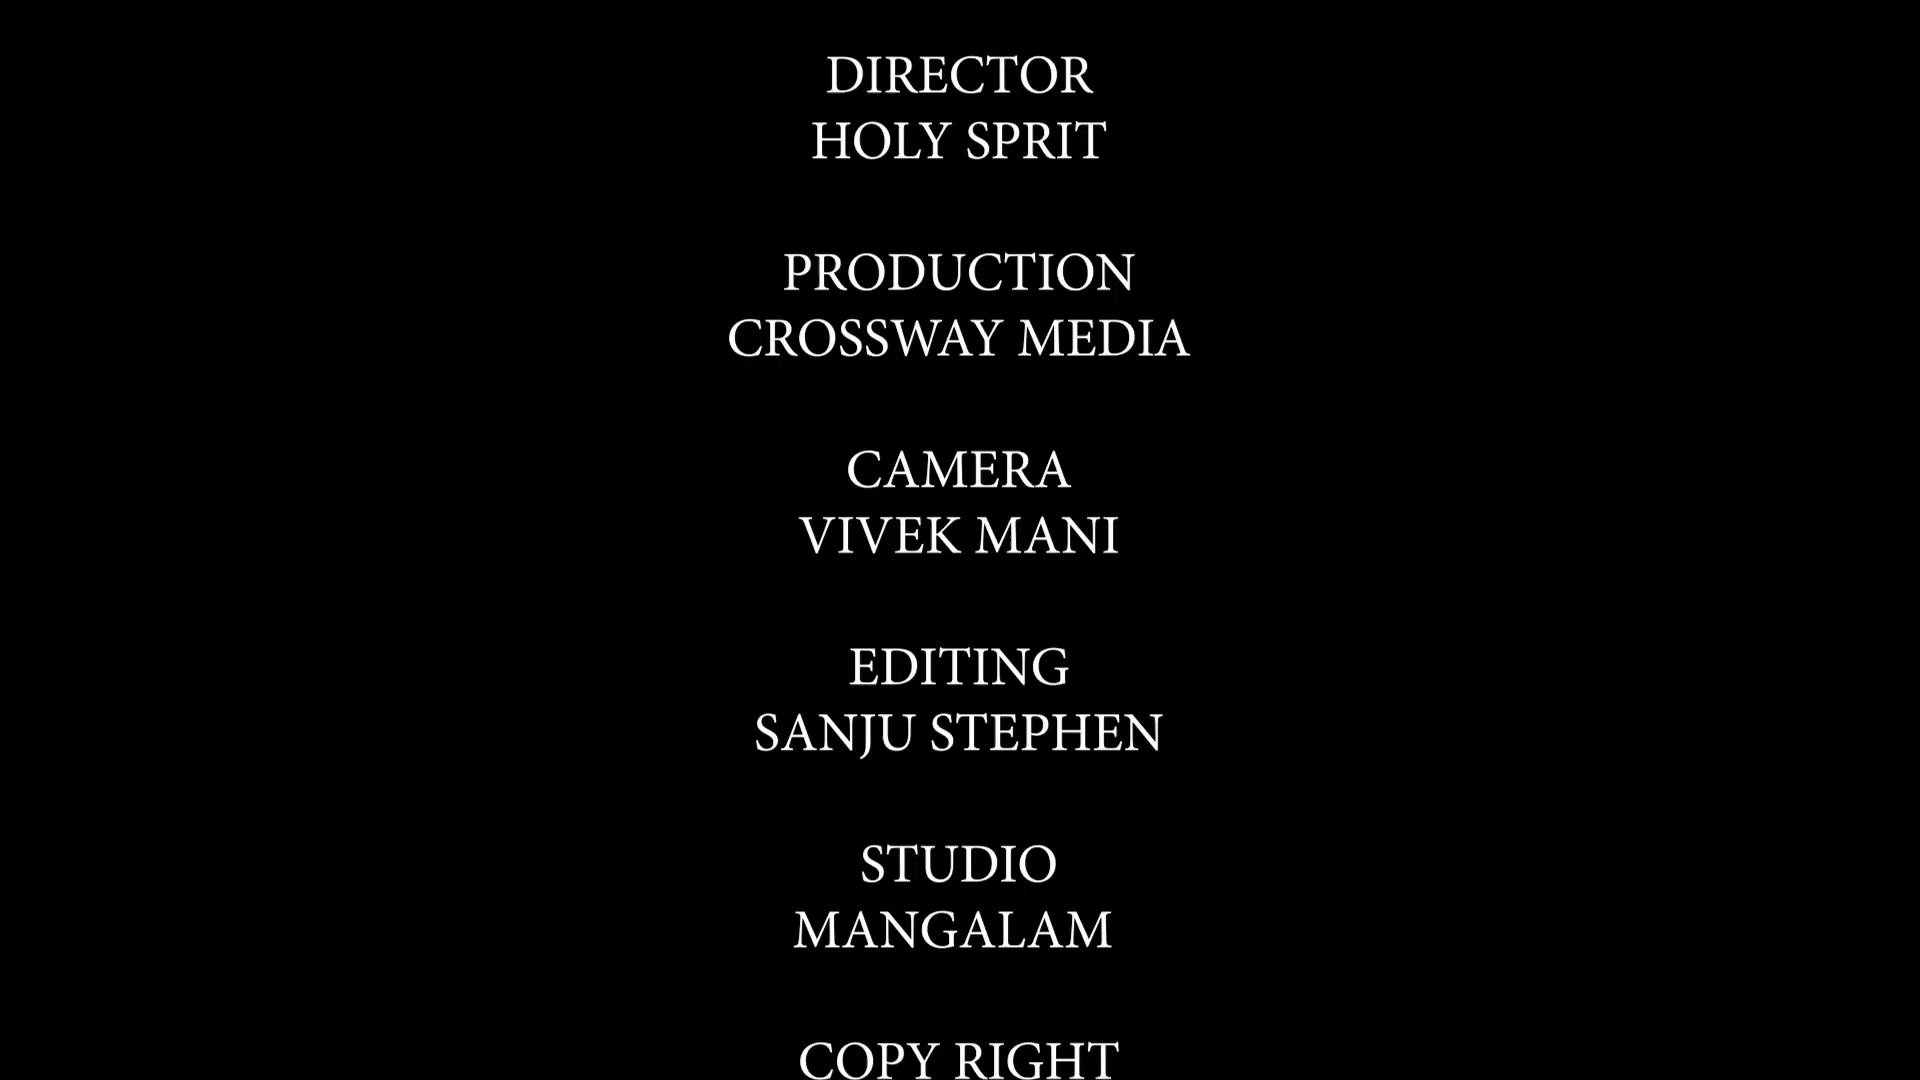 DIRECTOR
HOLY SPRIT
PRODUCTION
CROSSWAY MEDIA
CAMERA
VIVEK MANI
EDITING
SANJU STEPHEN
STUDIO
MANGALAM
COPY RIGHT